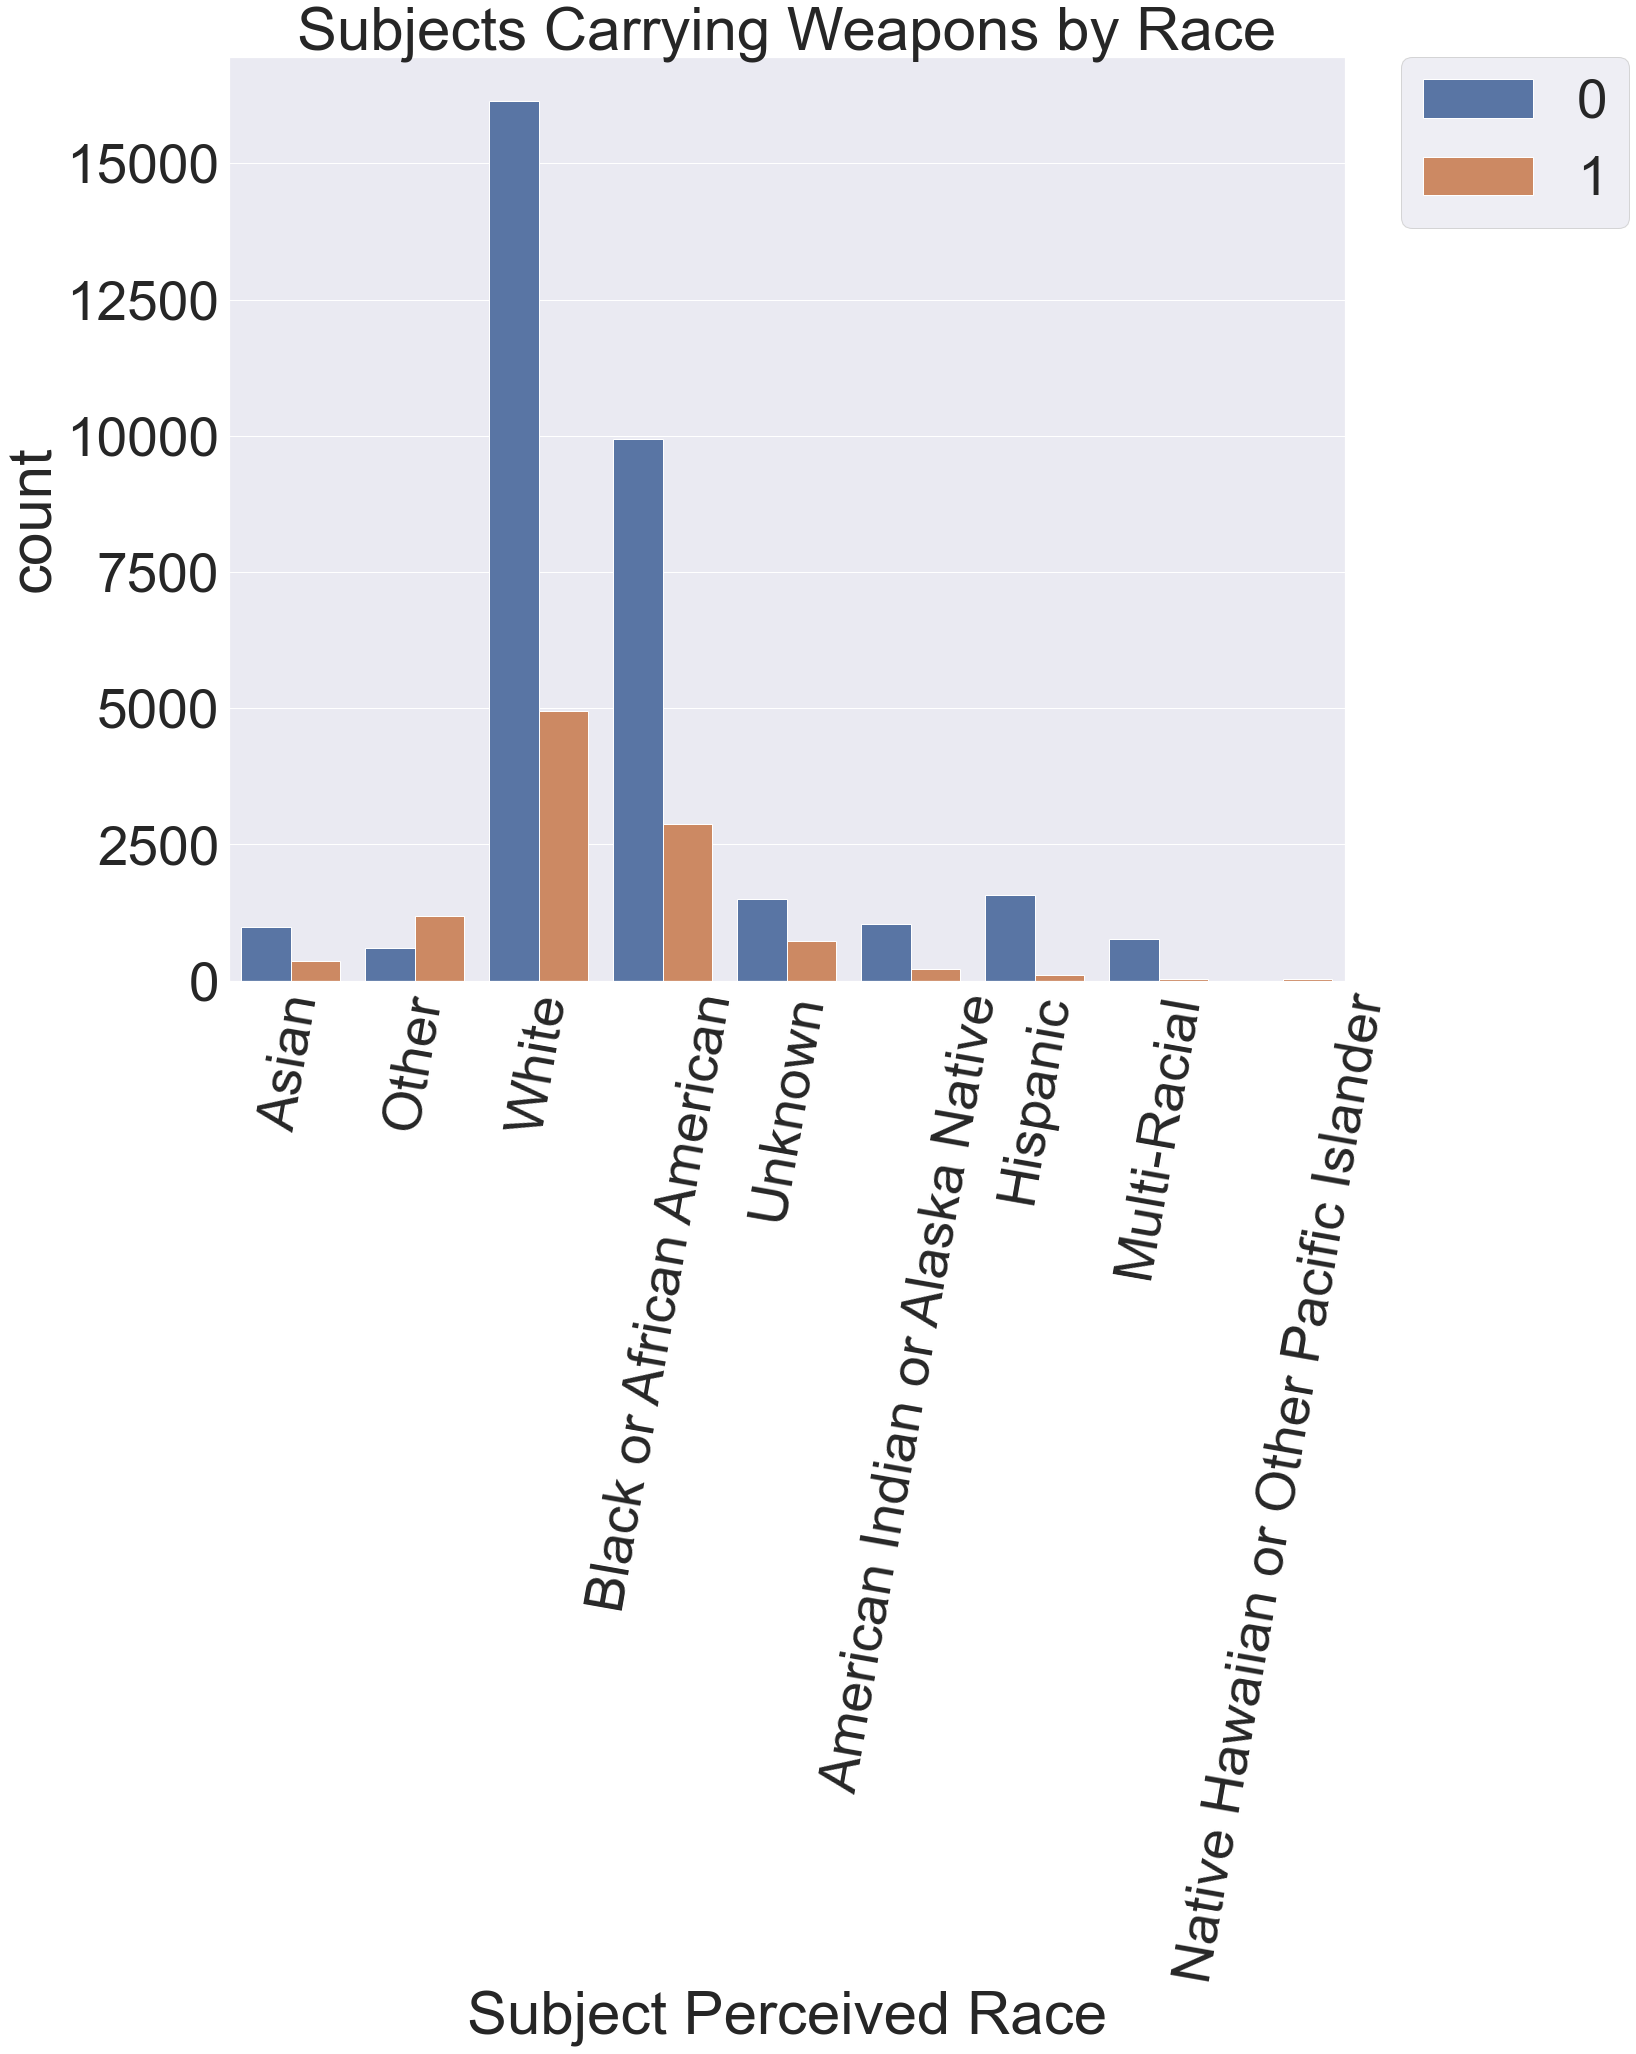 Subjects Carrying Weapons by Race
0
1
15000
12500
10000
7500
5000
2500
0
count
Asian
Other
White
Black or African American
Unknown
American Indian or Alaska Native
Hispanic
Multi-Racial
Native Hawaiian or Other Pacific Islander
Subject Perceived Race